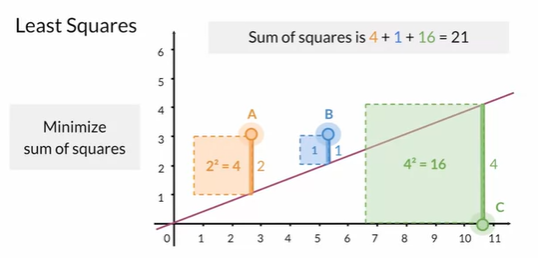 Least Squares
Sum of squares is 4 + 1 + 16 = 21
Minimize
sum of squares
6
5
4
3
2
1
A
2² = 4
2
B
1
1
4² = 16
4
C
0 1 2 3 4 5 6 7 8 9 10 11